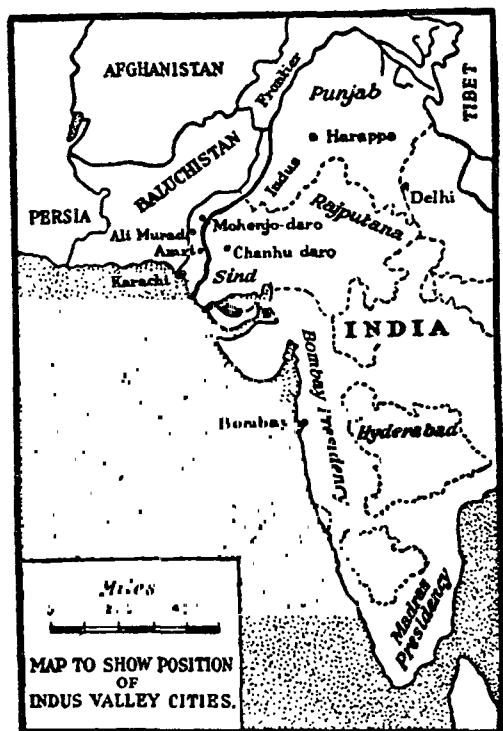 AFGHANISTAN
Frontier
Punjab
TIBET
Harappa
BALUCHISTAN
Indus
Delhi
PERSIA
Rajputana
Mohenjo-daro
Ali Murad
Amri
Chanhu daro
Karachi
Sind
INDIA
Bombay Presidency
Bombay
Hyderabad
Madras
Presidency
Miles
MAP TO SHOW POSITION
OF
INDUS VALLEY CITIES.